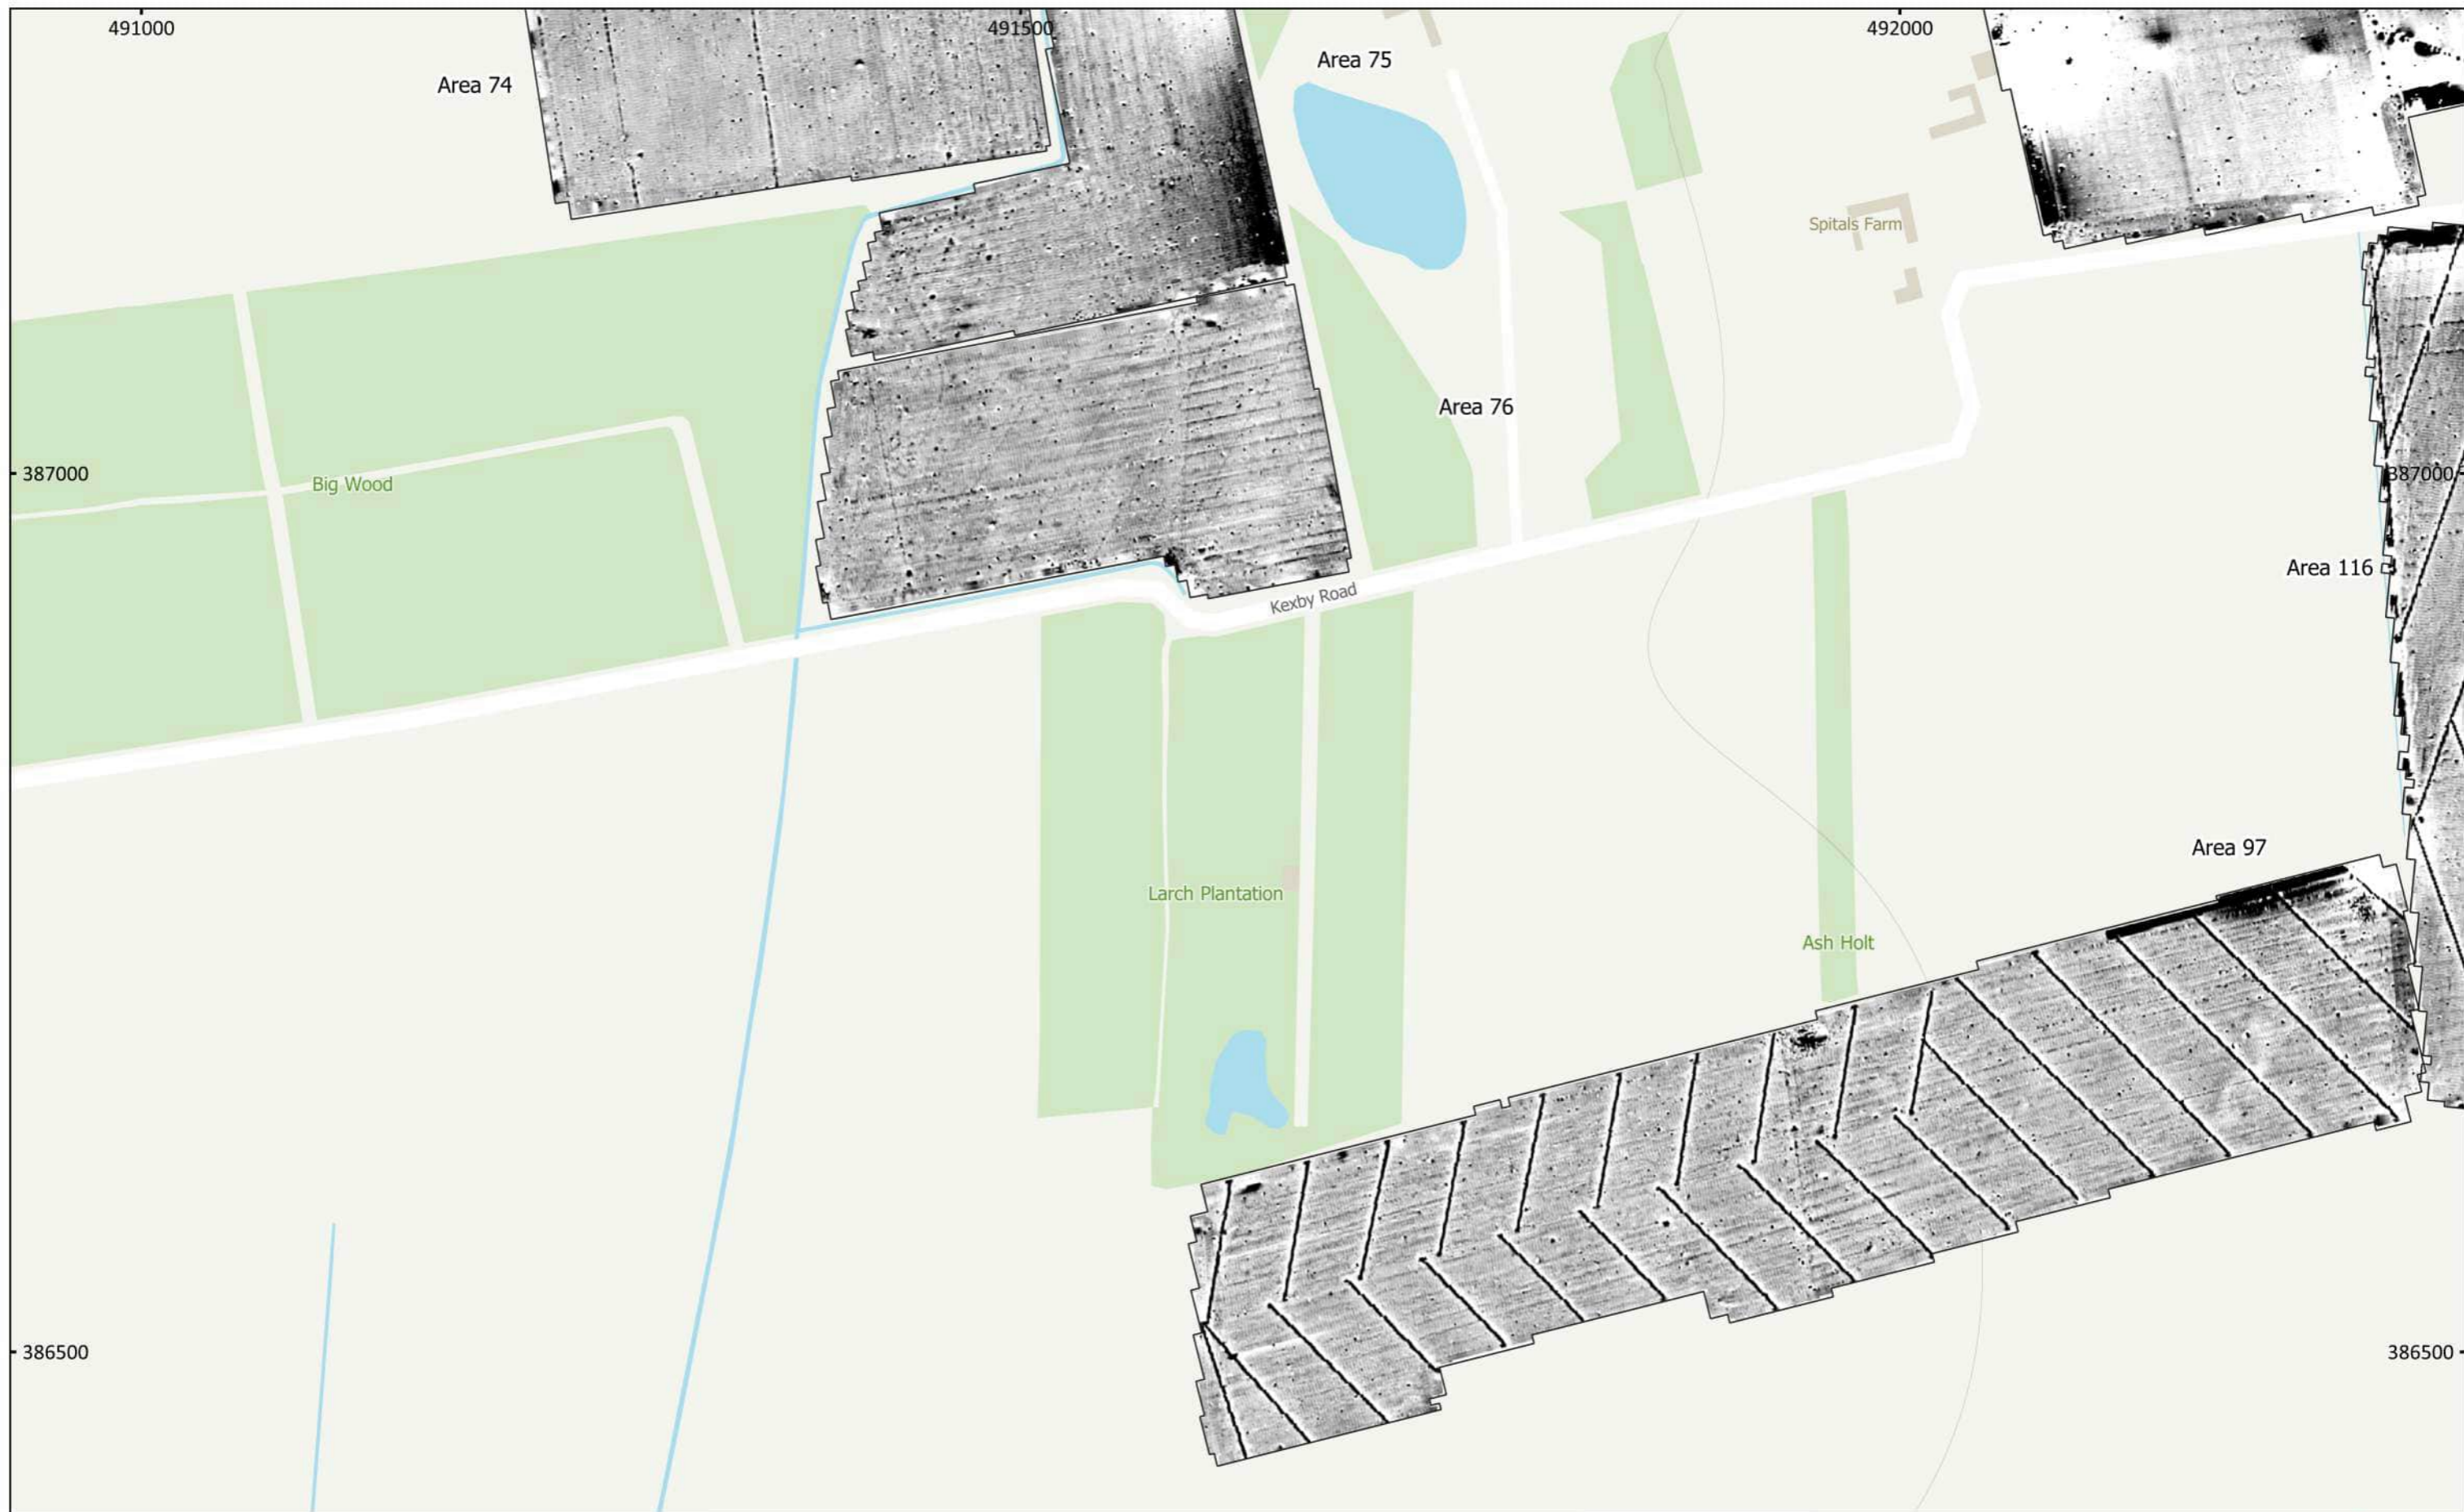 491000
491500
492000
Area 75
Area 74
Spitals Farm
Area 76
387000
387000
Big Wood
Area 116
Kexby Road
Area 97
Larch Plantation
Ash Holt
386500
386500